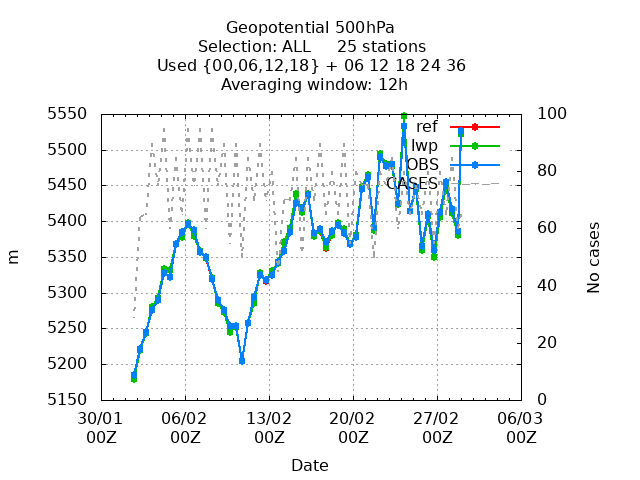 Geopotential 500hPa
Selection: ALL 25 stations
Used {00,06,12,18} + 06 12 18 24 36
Averaging window: 12h
5550
5500
5450
5400
5350
5300
5250
5200
5150
m
100
80
60
40
20
0
No cases
ref
lwp
OBS
CASES
30/01 06/02 13/02 20/02 27/02 06/03
00Z 00Z 00Z 00Z 00Z 00Z
Date